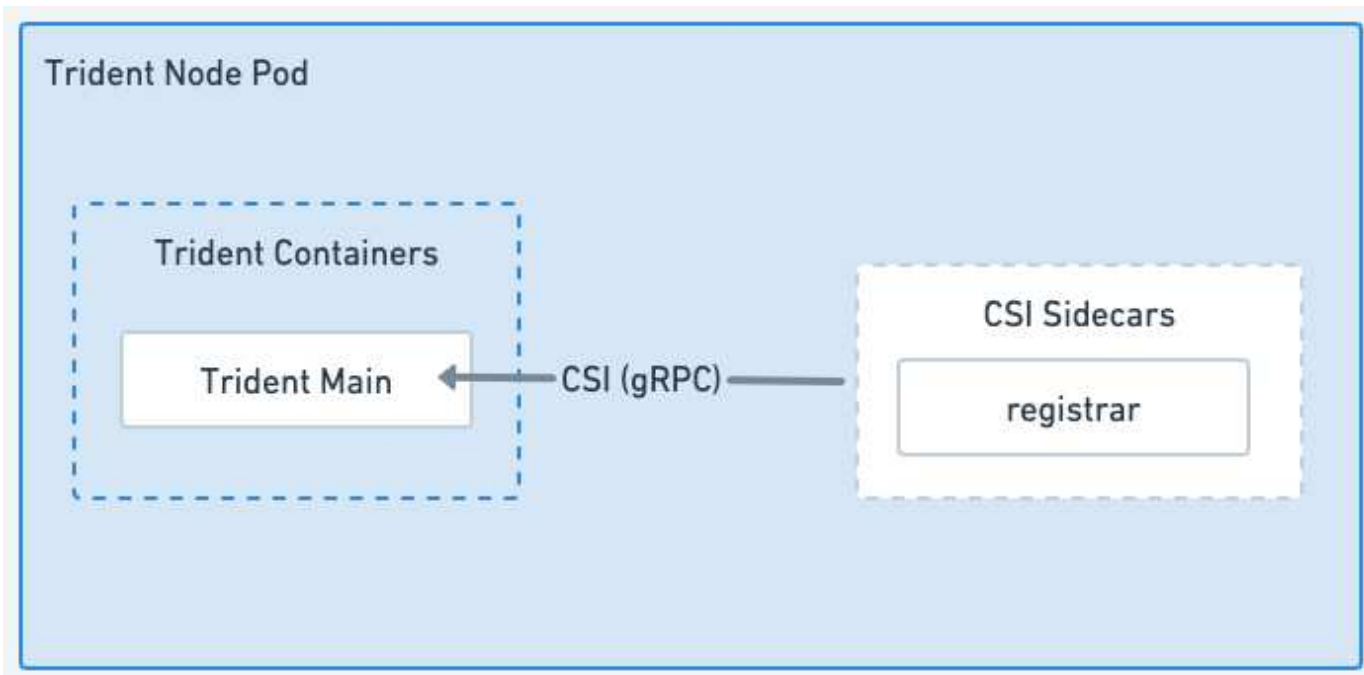 Trident Node Pod
Trident Containers
CSI Sidecars
Trident Main
CSI (gRPC)
registrar